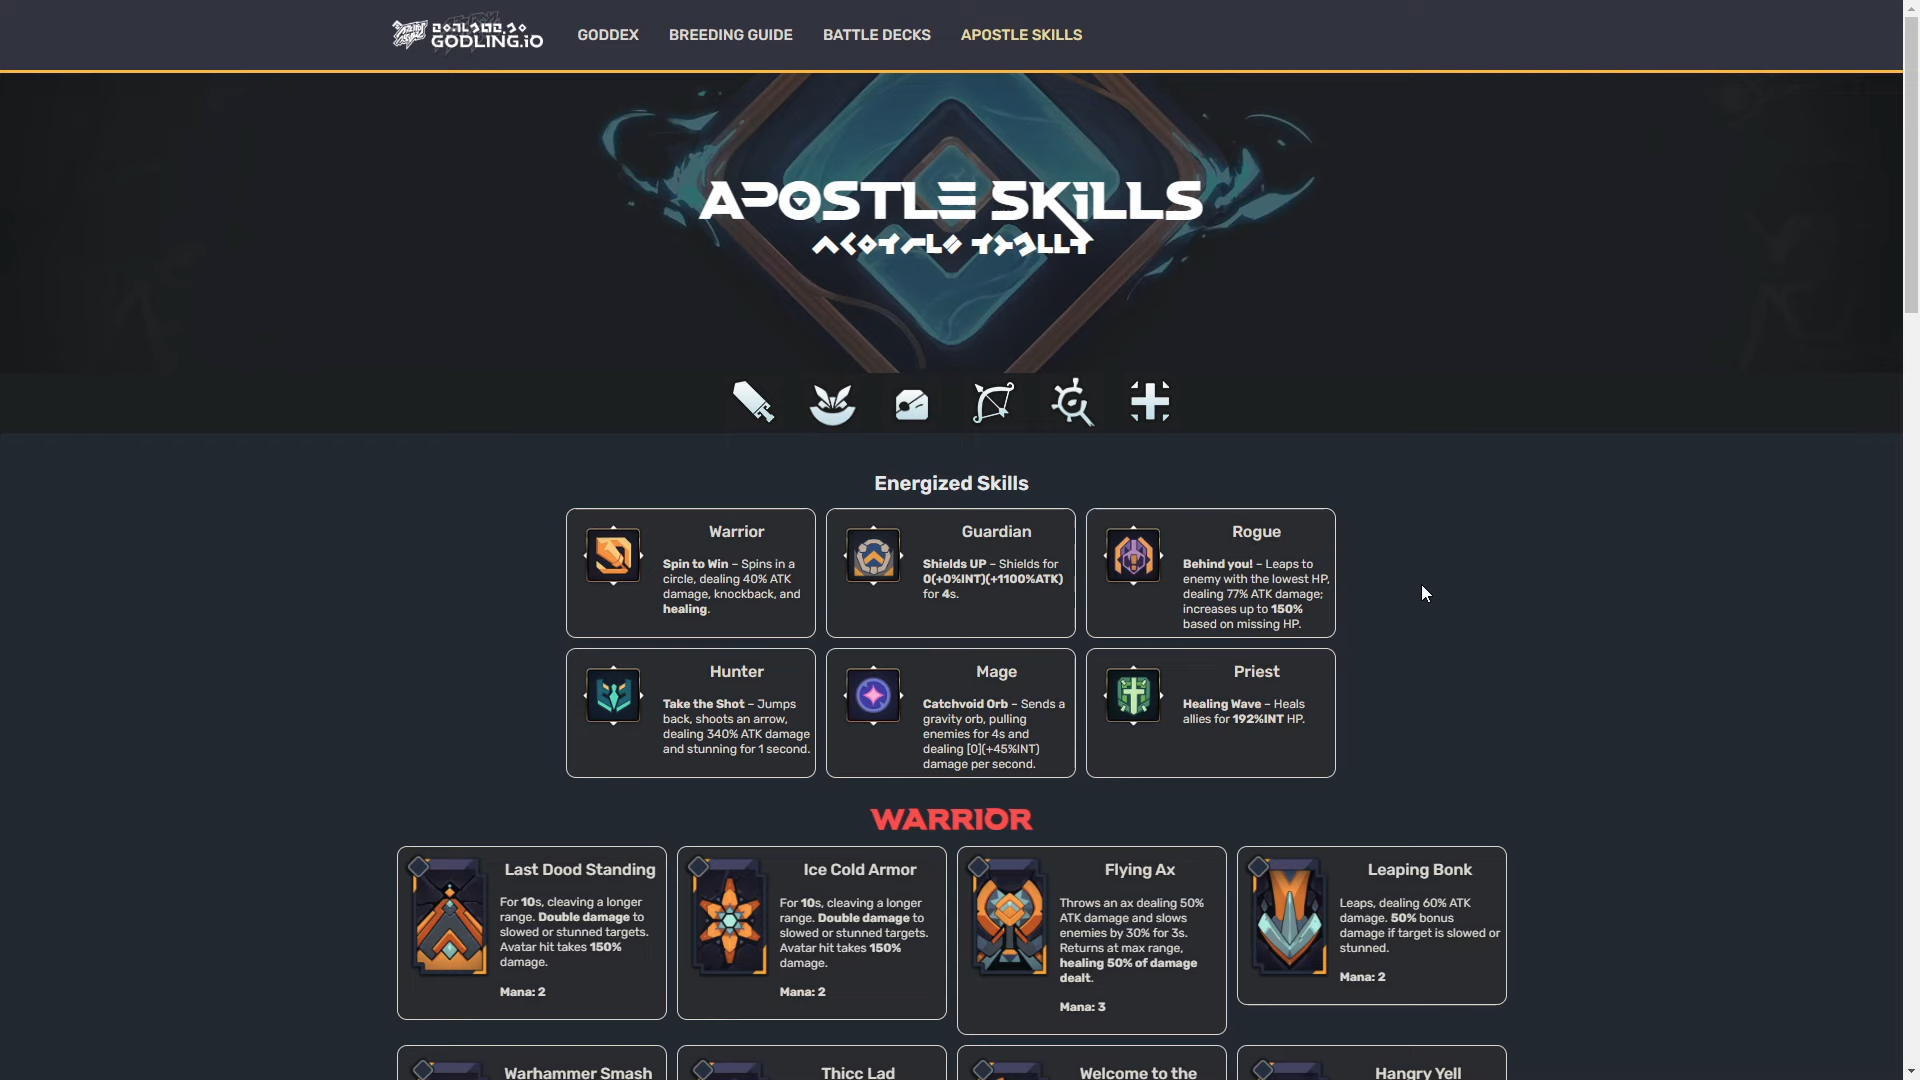 GODLING.iO
GODDEX
BREEDING GUIDE
BATTLE DECKS
APOSTLE SKILLS
APOSTLE SKiLLS
Energized Skills
Warrior
Spin to Win – Spins in a
circle, dealing 40% ATK
damage, knockback, and
healing.
Guardian
Shields UP – Shields for
0(+0%INT)(+1100%ATK)
for 4s.
Rogue
Behind you! – Leaps to
enemy with the lowest HP,
dealing 77% ATK damage;
increases up to 150%
based on missing HP.
Hunter
Take the Shot – Jumps
back, shoots an arrow,
dealing 340% ATK damage
and stunning for 1 second.
Mage
Catchvoid Orb – Sends a
gravity orb, pulling
enemies for 4s and
dealing [0](+45%INT)
damage per second.
Priest
Healing Wave – Heals
allies for 192%INT HP.
WARRIOR
Last Dood Standing
For 10s, cleaving a longer
range. Double damage to
slowed or stunned targets.
Avatar hit takes 150%
damage.
Mana: 2
Ice Cold Armor
For 10s, cleaving a longer
range. Double damage to
slowed or stunned targets.
Avatar hit takes 150%
damage.
Mana: 2
Flying Ax
Throws an ax dealing 50%
ATK damage and slows
enemies by 30% for 3s.
Returns at max range,
healing 50% of damage
dealt.
Mana: 3
Leaping Bonk
Leaps, dealing 60% ATK
damage. 50% bonus
damage if target is slowed or
stunned.
Mana: 2
Warhammer Smash
Thicc Lad
Welcome to the
Hangry Yell